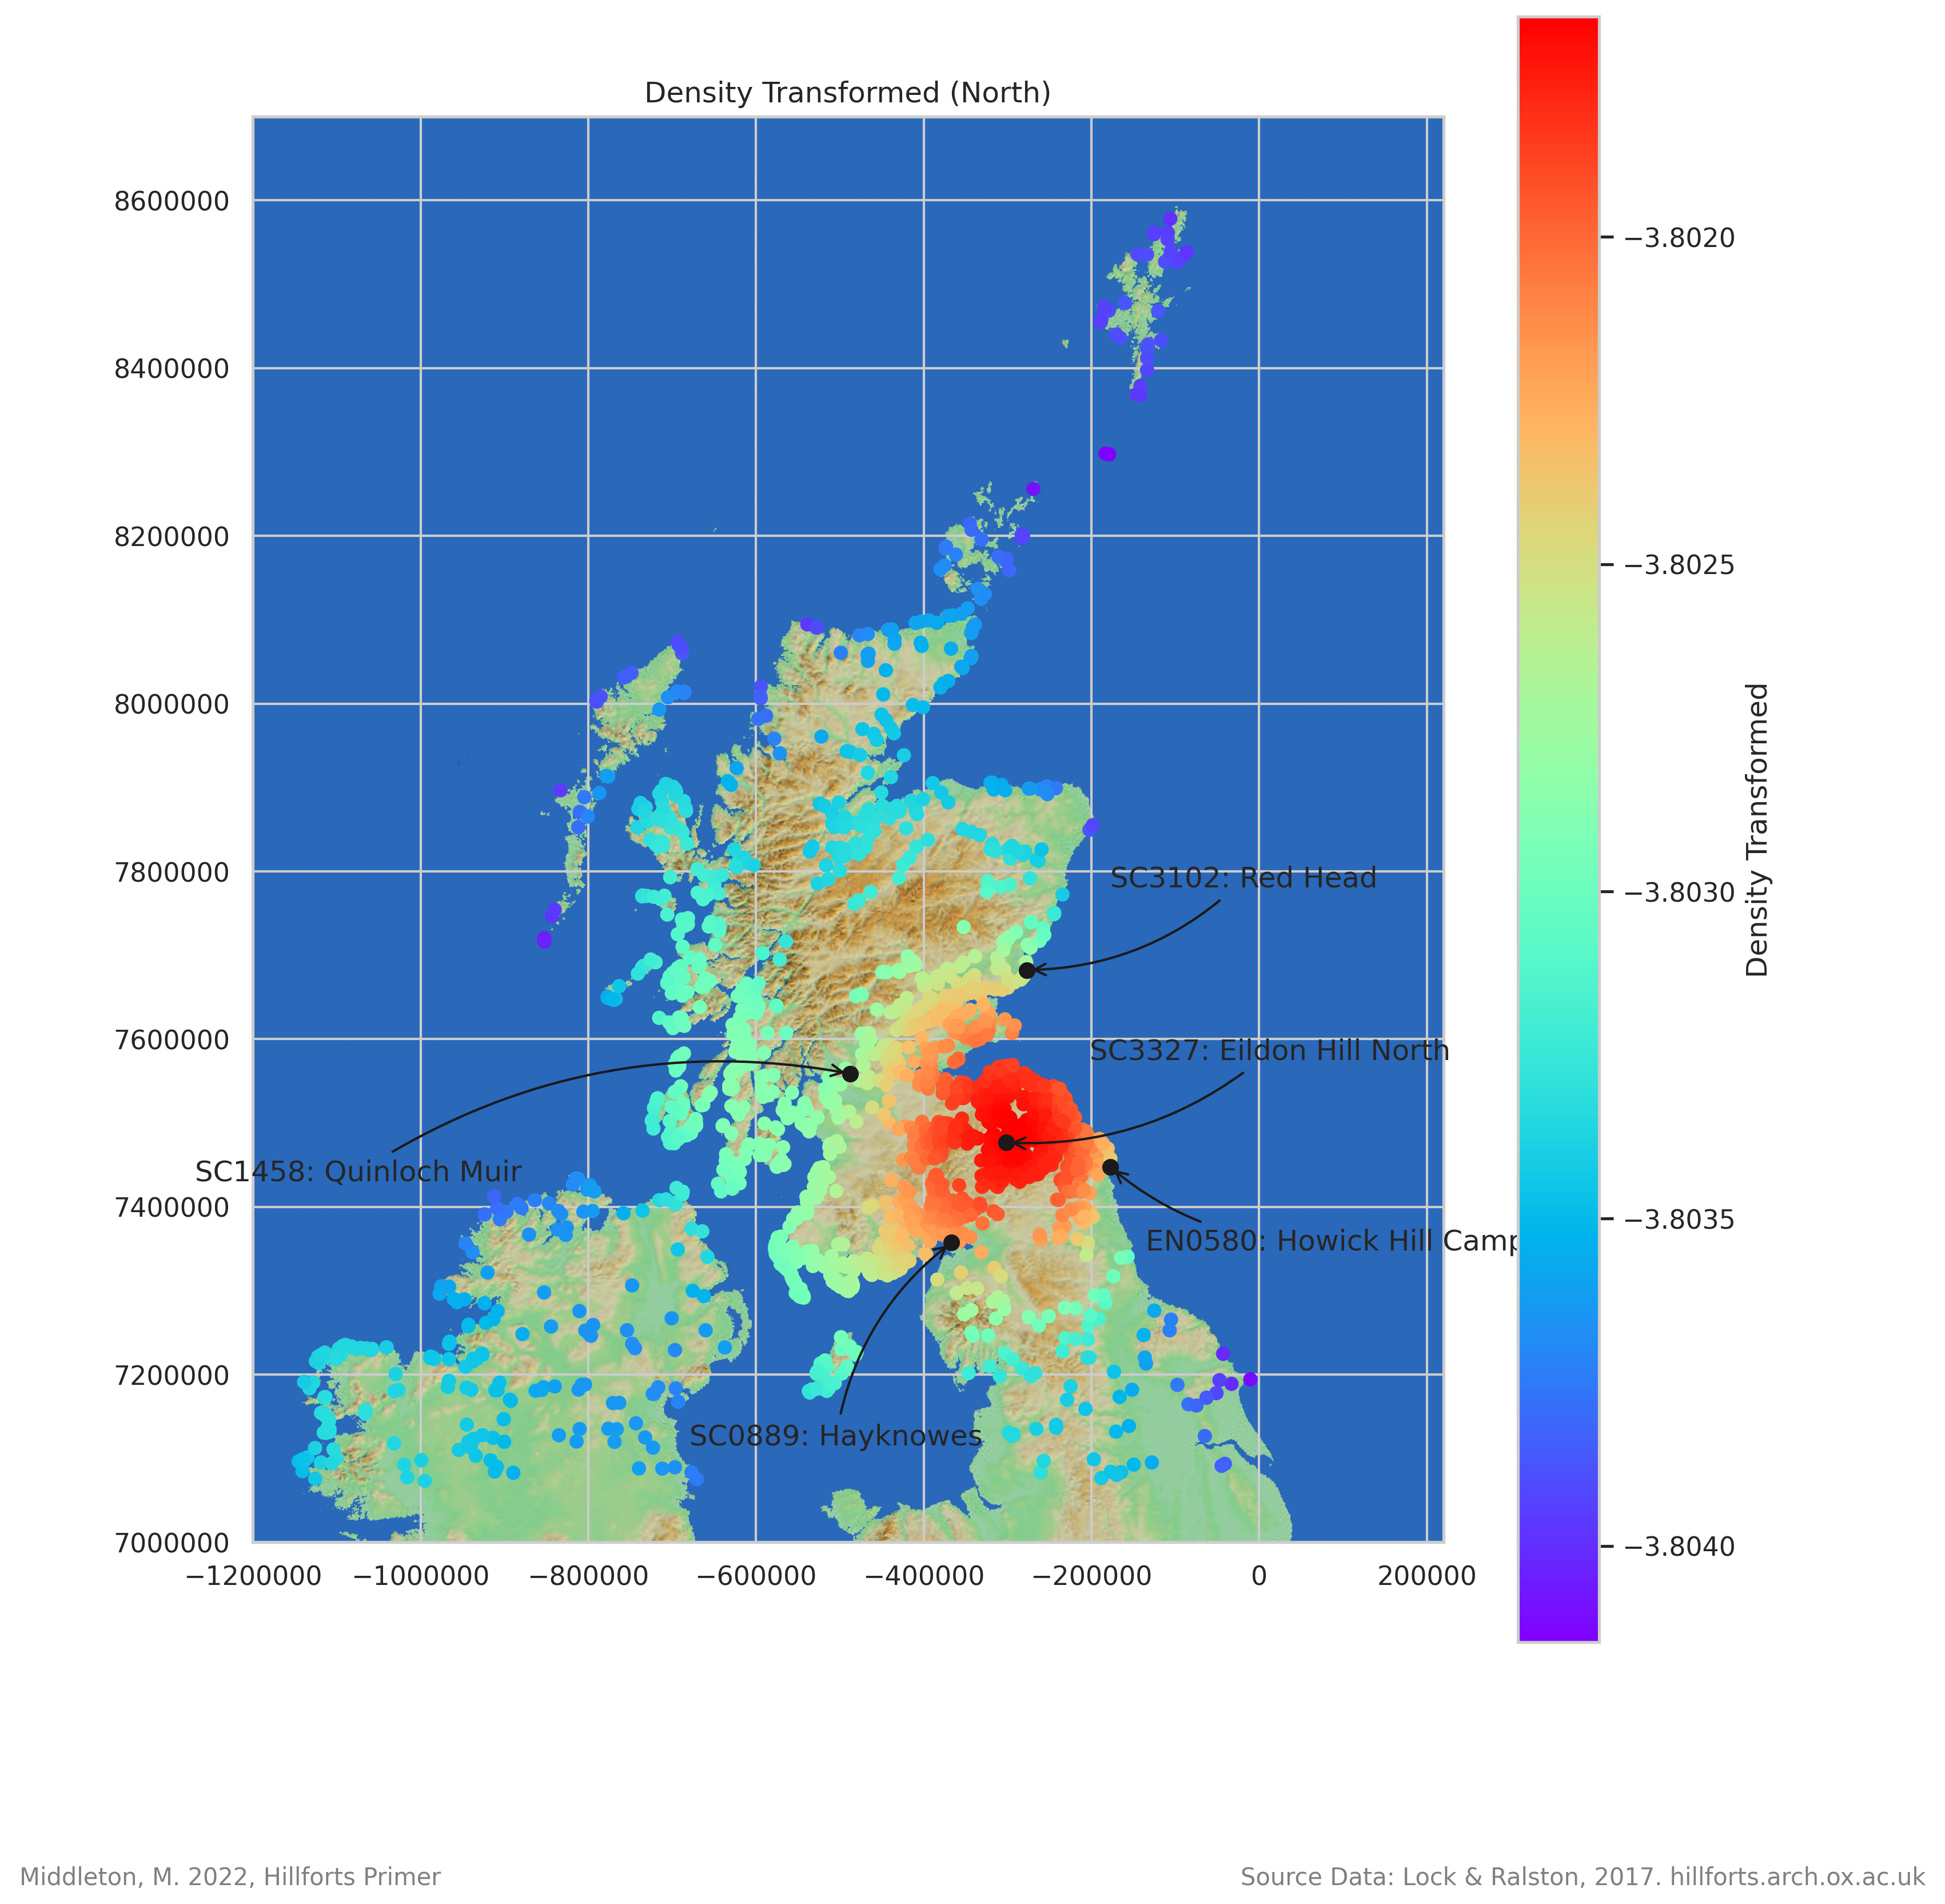 Density Transformed (North)
8600000
8400000
8200000
8000000
7800000
7600000
7400000
7200000
7000000
−1200000
−1000000
−800000
−600000
−400000
−200000
0
200000
SC3102: Red Head
SC3327: Eildon Hill North
SC1458: Quinloch Muir
EN0580: Howick Hill Camp
SC0889: Hayknowes
−3.8020
−3.8025
−3.8030
−3.8035
−3.8040
Density Transformed
Middleton, M. 2022, Hillforts Primer
Source Data: Lock & Ralston, 2017. hillforts.arch.ox.ac.uk